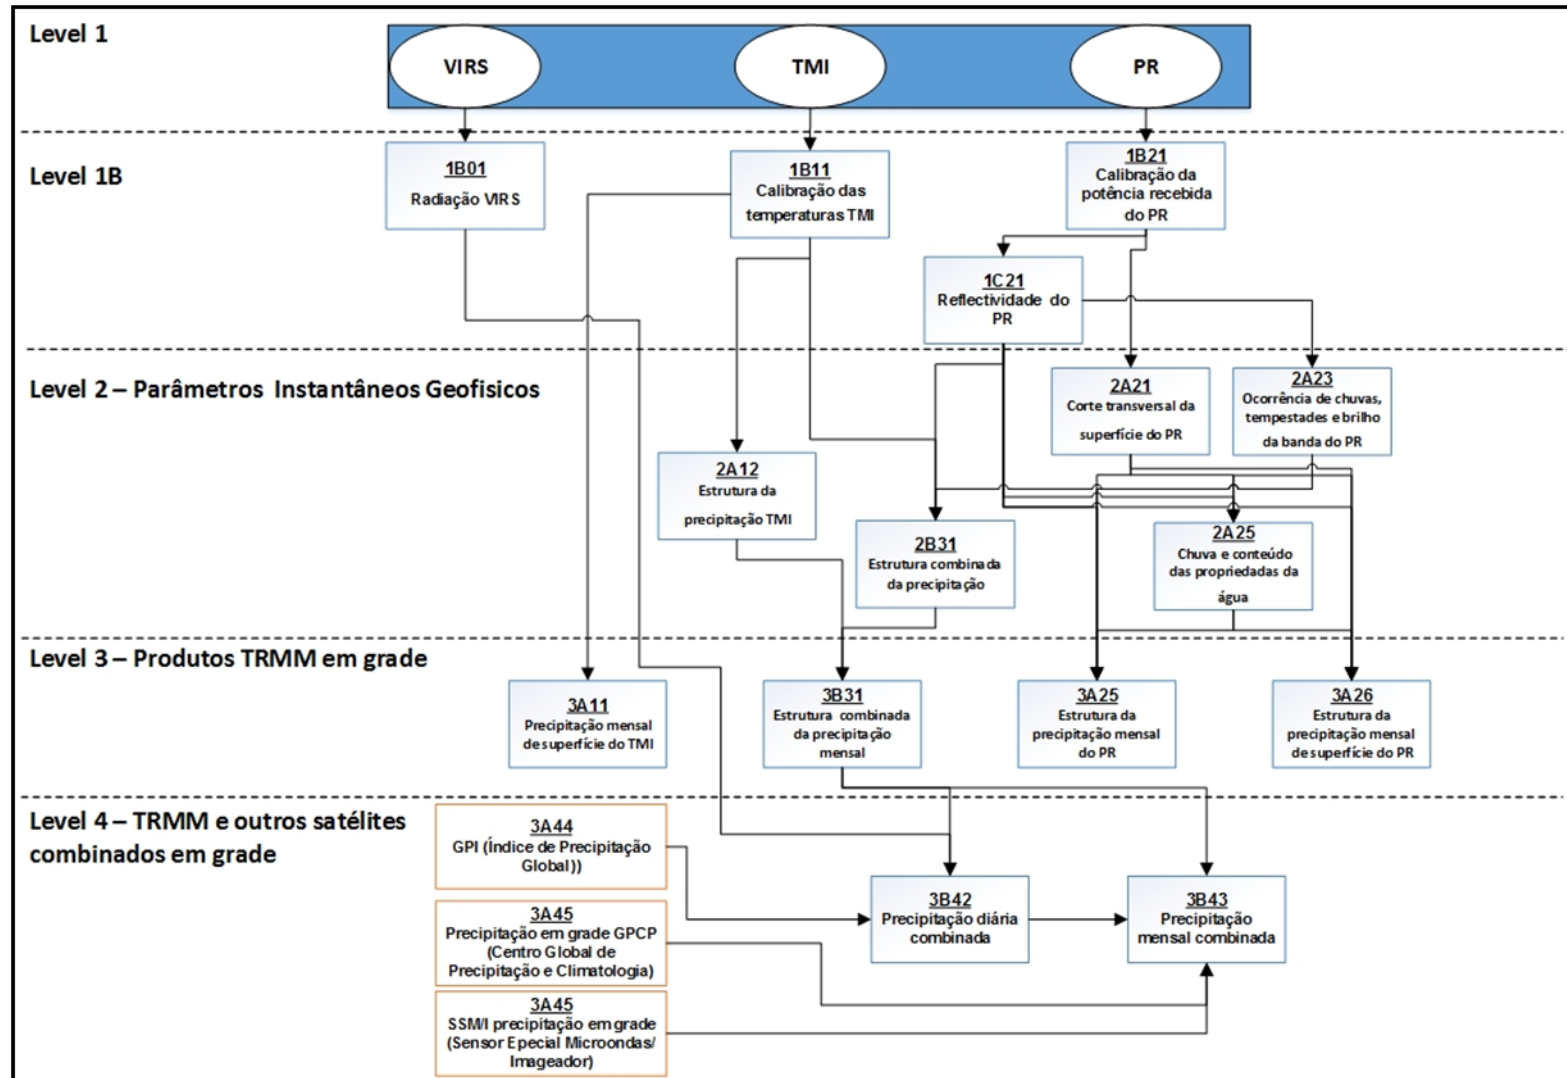 Level 1
VIRS
TMI
PR
Level 1B
1B01
Radiação VIRS
1B11
Calibração das
temperaturas TMI
1B21
Calibração da
potência recebida
do PR
1C21
Reflectividade do
PR
Level 2 – Parâmetros Instantâneos Geofisicos
2A21
Corte transversal da
superfície do PR
2A23
Ocorrência de chuvas,
tempestades e brilho
da banda do PR
2A12
Estrutura da
precipitação TMI
2B31
Estrutura combinada
da precipitação
2A25
Chuva e conteúdo
das propriedadas da
água
Level 3 – Produtos TRMM em grade
3A11
Precipitação mensal
de superfície do TMI
3B31
Estrutura combinada
da precipitação
mensal
3A25
Estrutura da
precipitação mensal
do PR
3A26
Estrutura da
precipitação mensal
de superfície do PR
Level 4 – TRMM e outros satélites
combinados em grade
3A44
GPI (Índice de Precipitação
Global))
3A45
Precipitação em grade GPCP
(Centro Global de
Precipitação e Climatologia)
3A45
SSM/I precipitação em grade
(Sensor Epecial Microondas/
Imageador)
3B42
Precipitação diária
combinada
3B43
Precipitação
mensal combinada